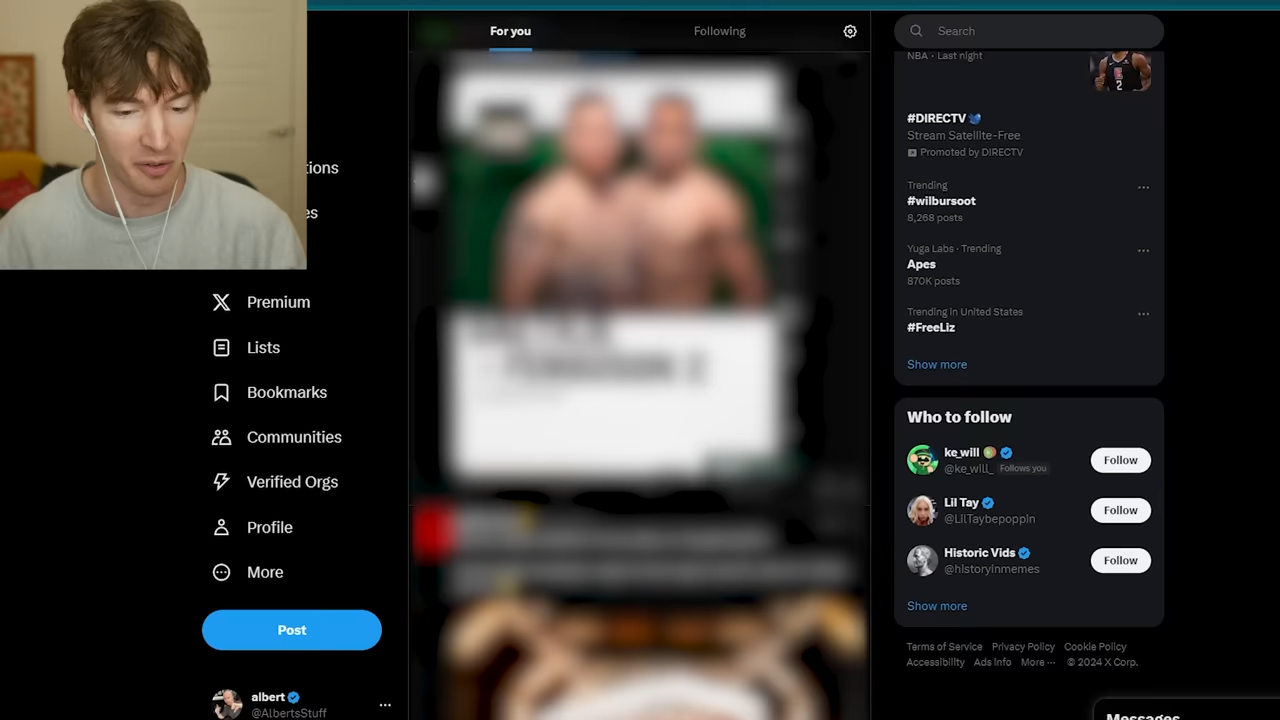 For you
Following
Search
NBA · Last night
#DIRECTV
Stream Satellite-Free
Promoted by DIRECTV
Trending
#wilbursoot
8,268 posts
Yuga Labs · Trending
Apes
870K posts
Trending in United States
#FreeLiz
Show more
Who to follow
ke_will
@ke_will_ Follows you
Follow
Lil Tay
@LilTaybepoppin
Follow
Historic Vids
@historyinmemes
Follow
Show more
Terms of Service Privacy Policy Cookie Policy
Accessibility Ads info More ··· © 2024 X Corp.
Messages
tions
es
Premium
Lists
Bookmarks
Communities
Verified Orgs
Profile
More
Post
albert
@AlbertsStuff
FERGUSON 2